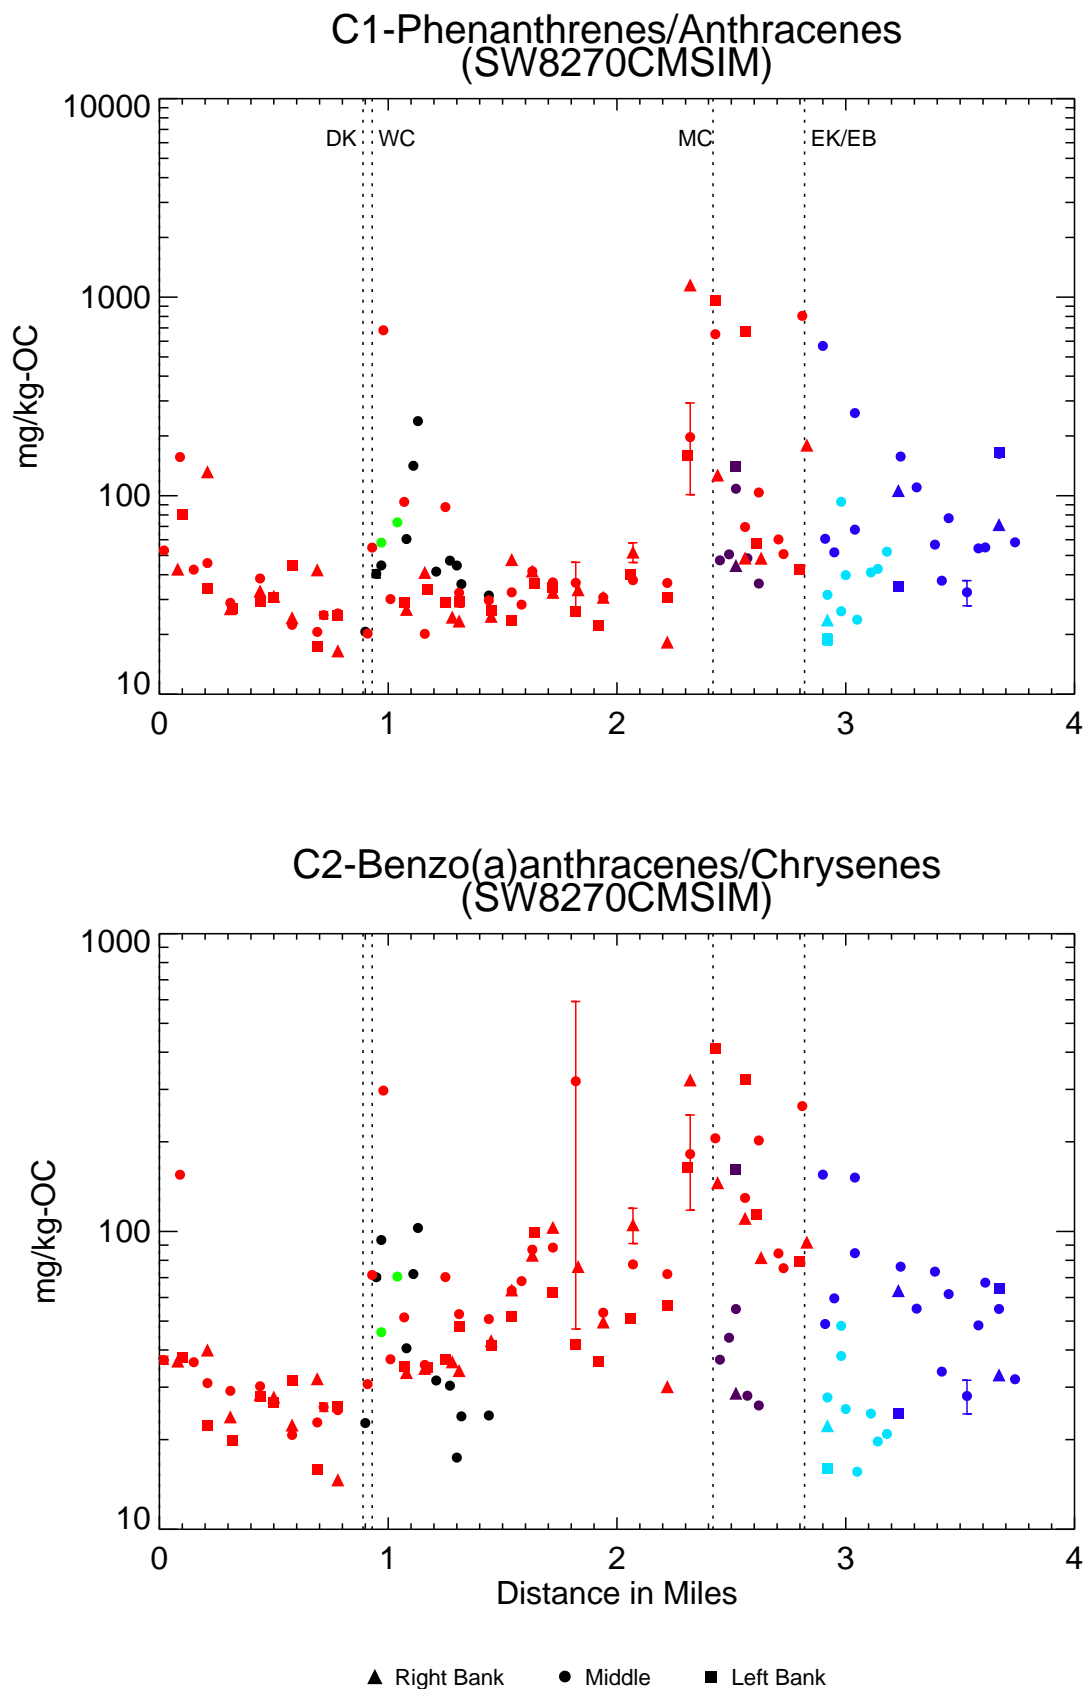 C1-Phenanthrenes/Anthracenes
(SW8270CMSIM)
10000
DK WC MC EK/EB
1000
mg/kg-OC
100
10
0 1 2 3 4
C2-Benzo(a)anthracenes/Chrysenes
(SW8270CMSIM)
1000
mg/kg-OC
100
10
0 1 2 3 4
Distance in Miles
Right Bank Middle Left Bank